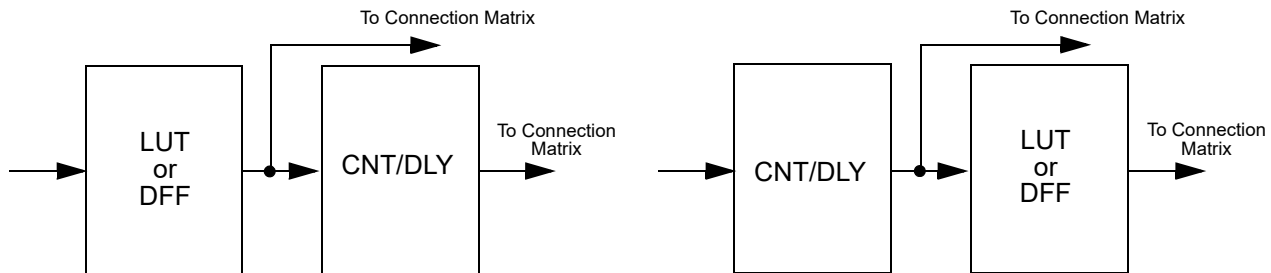 To Connection Matrix
LUT
or
DFF
CNT/DLY
To Connection
Matrix
To Connection Matrix
CNT/DLY
LUT
or
DFF
To Connection
Matrix